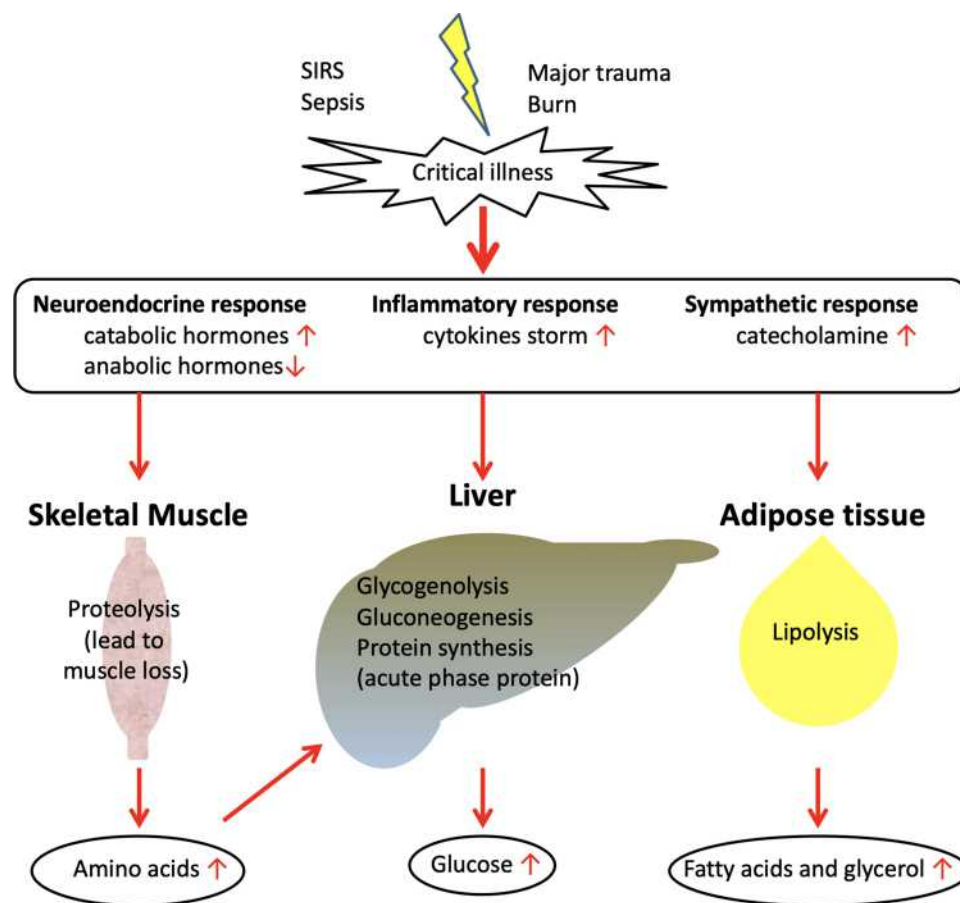 SIRS
Sepsis
Major trauma
Burn
Critical illness
Neuroendocrine response
catabolic hormones ↑
anabolic hormones↓
Inflammatory response
cytokines storm ↑
Sympathetic response
catecholamine ↑
Skeletal Muscle
Proteolysis
(lead to
muscle loss)
Liver
Glycogenolysis
Gluconeogenesis
Protein synthesis
(acute phase protein)
Adipose tissue
Lipolysis
Amino acids ↑
Glucose ↑
Fatty acids and glycerol ↑